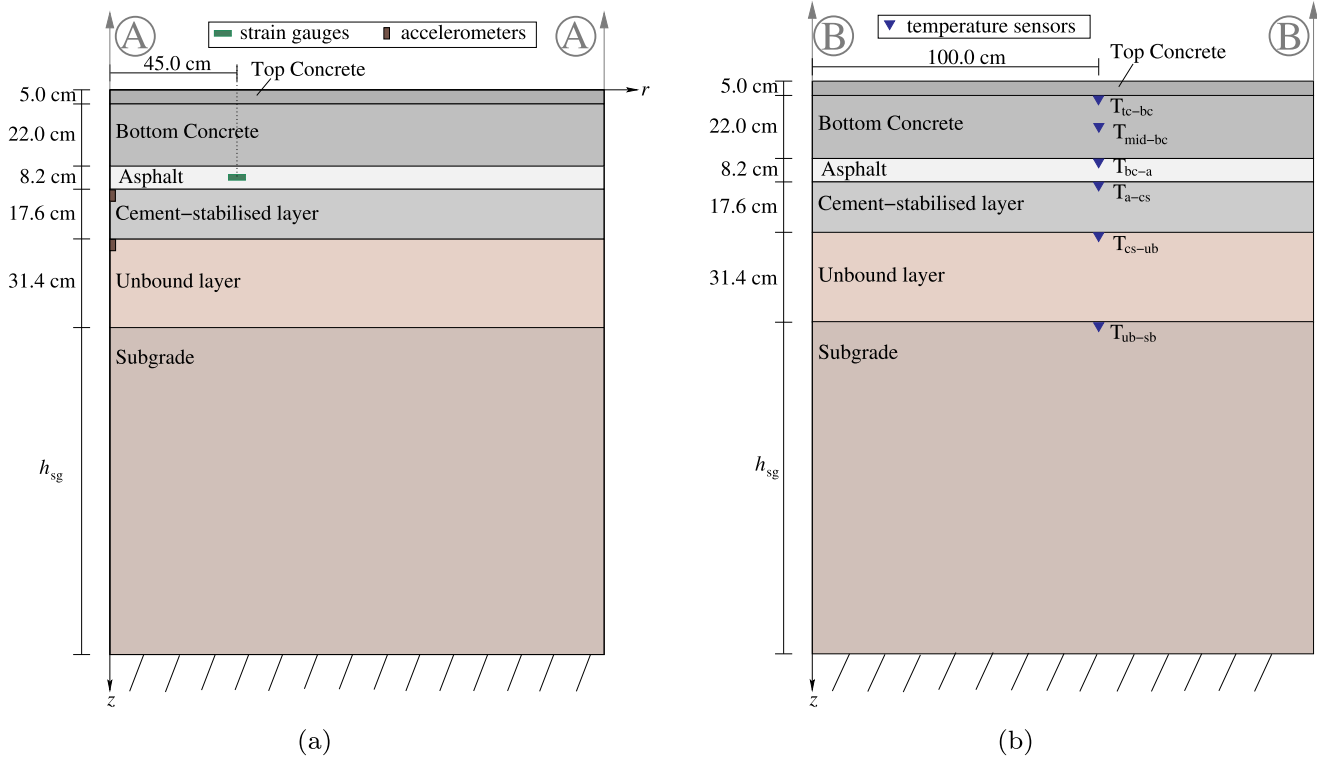 A
strain gauges
accelerometers
A
45.0 cm
Top Concrete
r
5.0 cm
22.0 cm
Bottom Concrete
8.2 cm
Asphalt
17.6 cm
Cement−stabilised layer
31.4 cm
Unbound layer
Subgrade
hsg
z
(a)
B
temperature sensors
B
100.0 cm
Top Concrete
5.0 cm
Ttc−bc
22.0 cm
Bottom Concrete
Tmid−bc
8.2 cm
Asphalt
Tbc−a
17.6 cm
Cement−stabilised layer
Ta−cs
Tcs−ub
31.4 cm
Unbound layer
Tub−sb
Subgrade
hsg
z
(b)